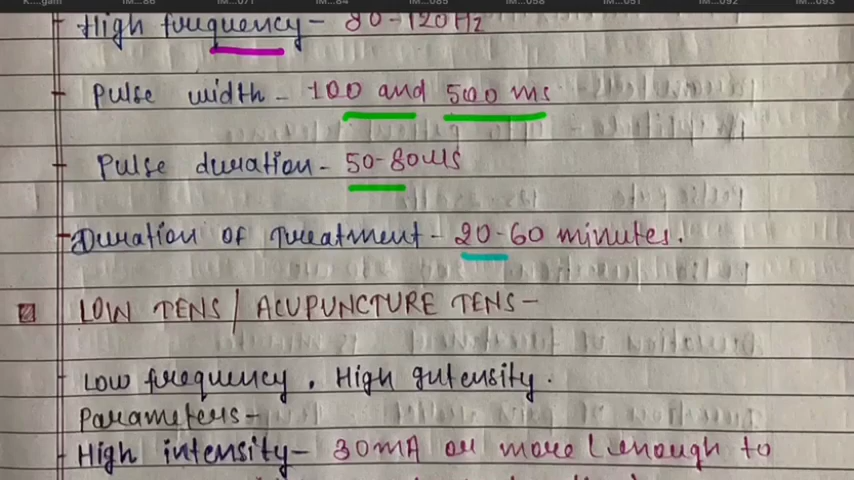 High frequency - 80-120Hz
Pulse width - 100 and 500 ms
Pulse duration - 50-80us
Duration of Treatment - 20-60 minutes.
LOW TENS / ACUPUNCTURE TENS -
Low frequency, High Intensity.
Parameters -
High intensity - 30mA or more (enough to